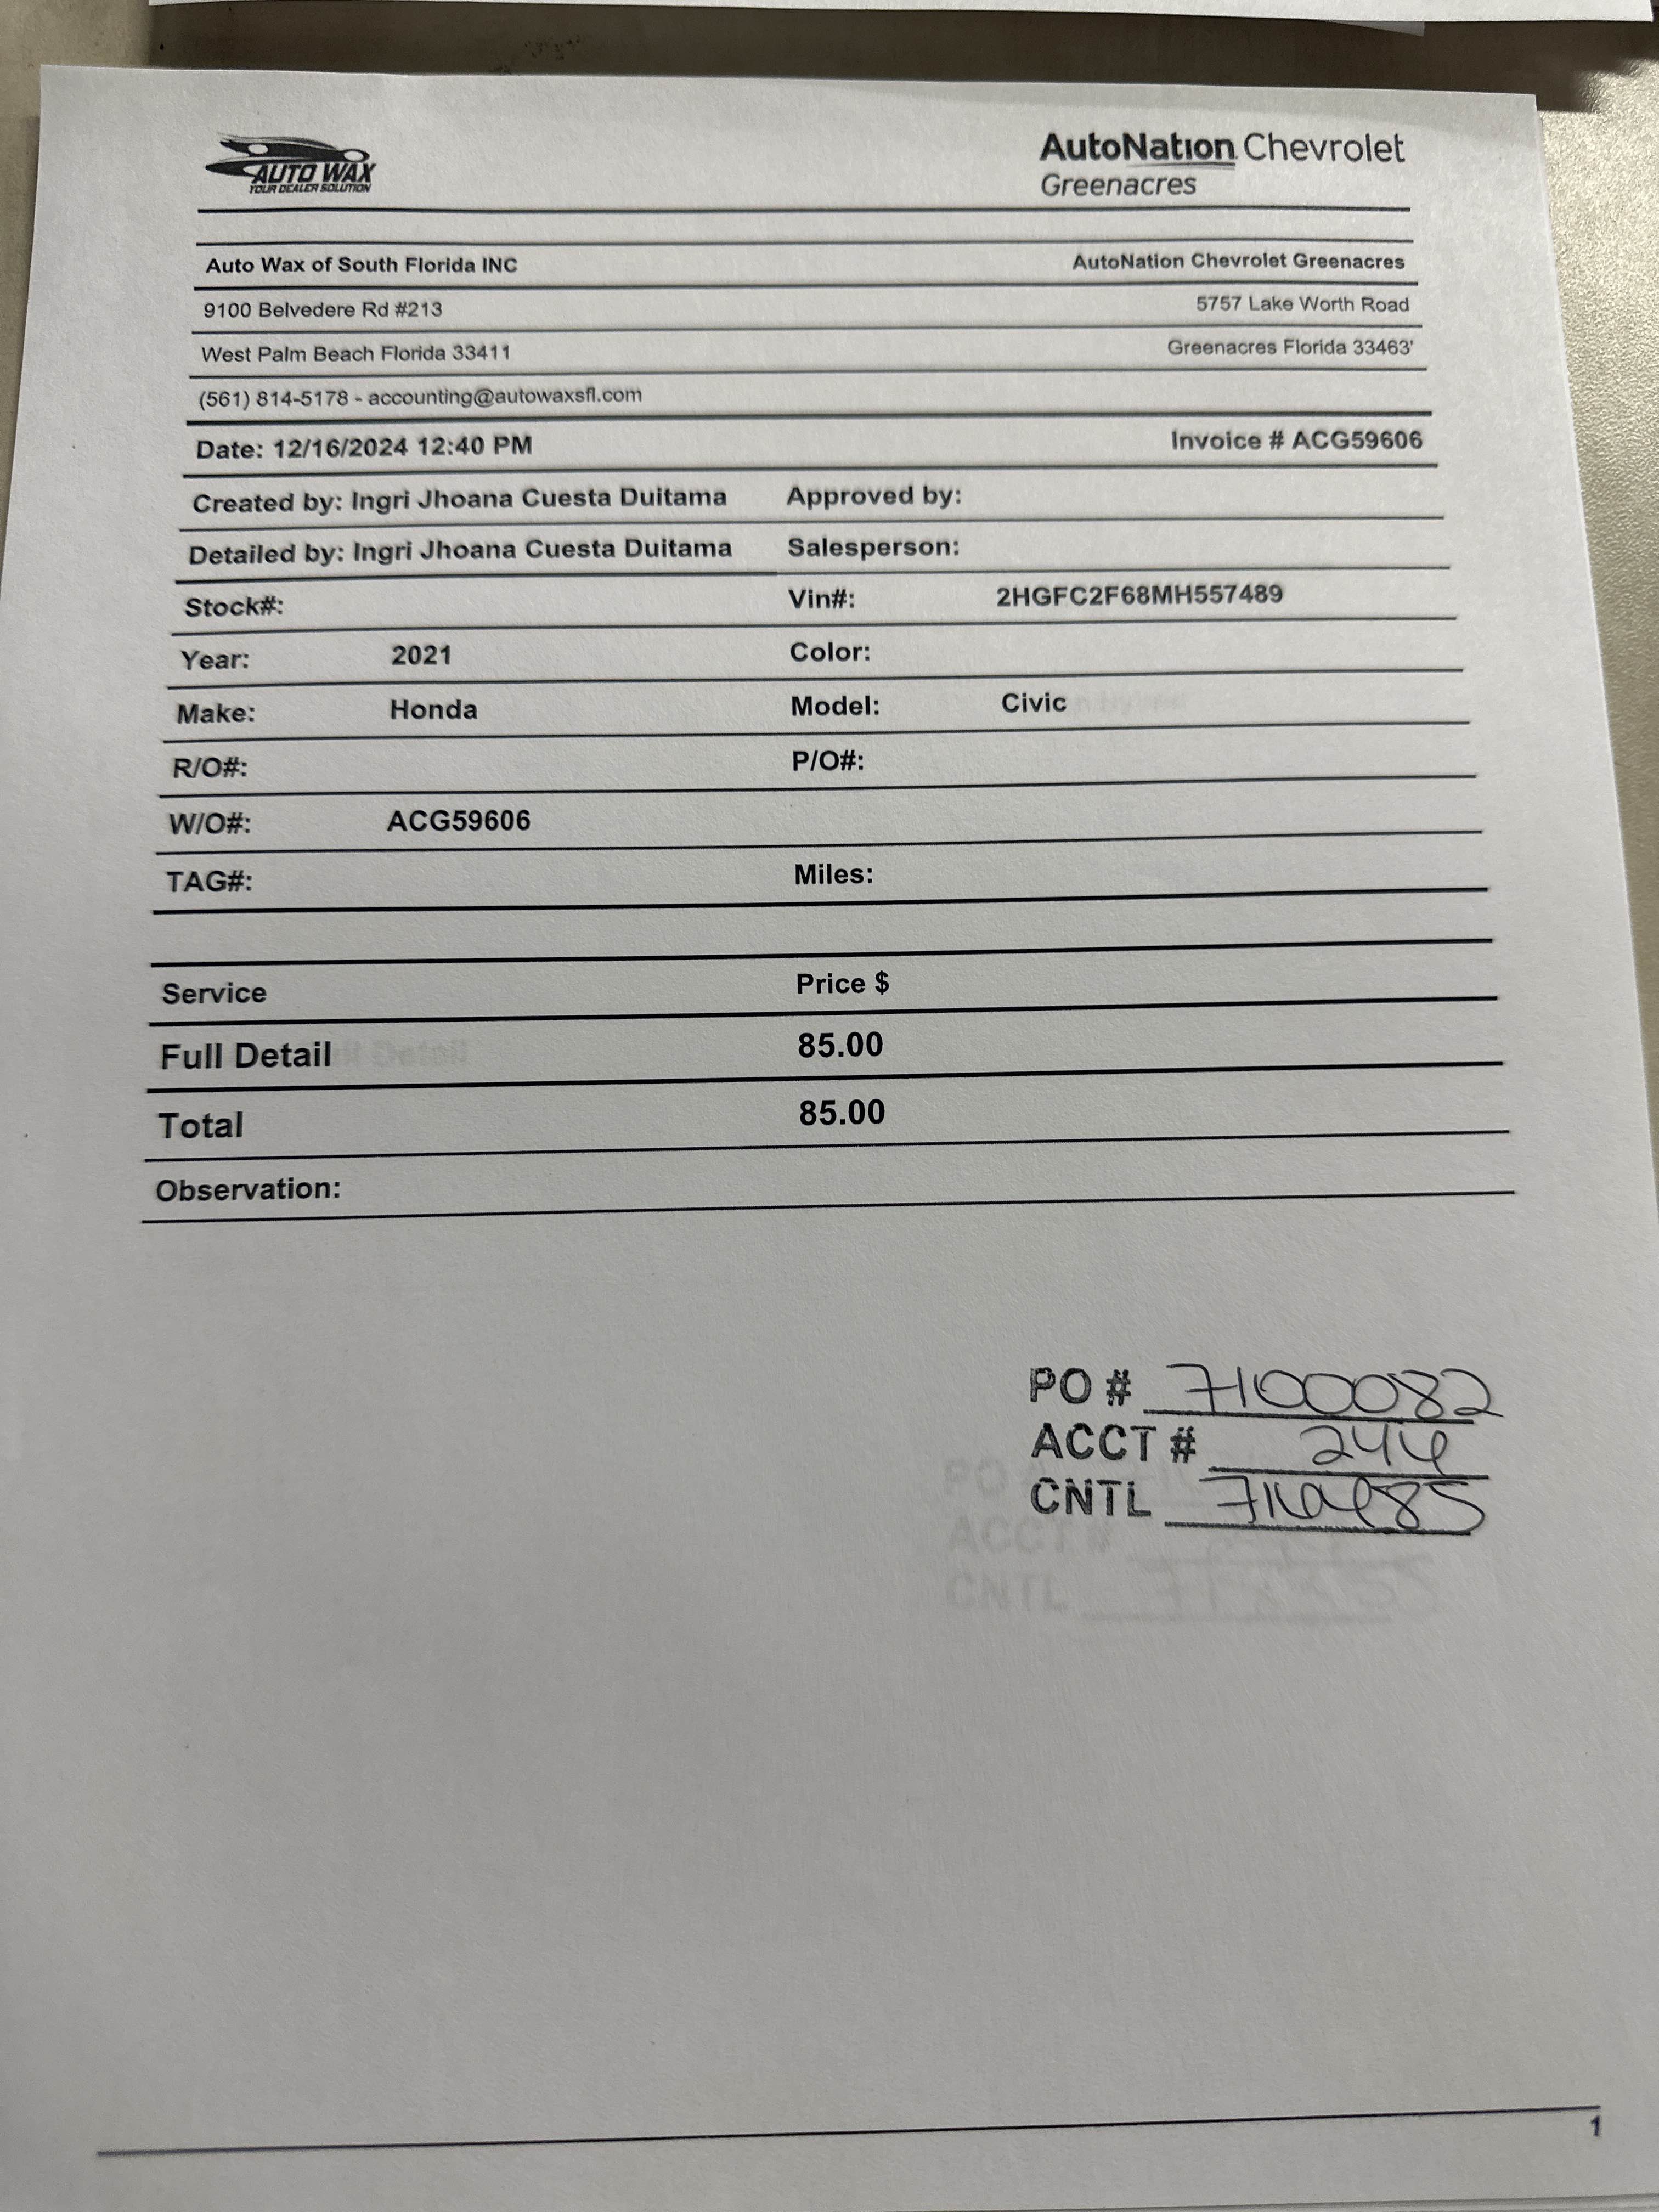 AUTO WAX
YOUR DEALER SOLUTION
AutoNation Chevrolet
Greenacres
Auto Wax of South Florida INC AutoNation Chevrolet Greenacres
9100 Belvedere Rd #213 5757 Lake Worth Road
West Palm Beach Florida 33411 Greenacres Florida 33463'
(561) 814-5178 - accounting@autowaxsfl.com
Date: 12/16/2024 12:40 PM Invoice # ACG59606
Created by: Ingri Jhoana Cuesta Duitama Approved by:
Detailed by: Ingri Jhoana Cuesta Duitama Salesperson:
Stock#: Vin#: 2HGFC2F68MH557489
Year: 2021 Color:
Make: Honda Model: Civic
R/O#: P/O#:
W/O#: ACG59606
TAG#: Miles:
Service Price $
Full Detail 85.00
Total 85.00
Observation:
PO # 7100082
ACCT #
CNTL
1